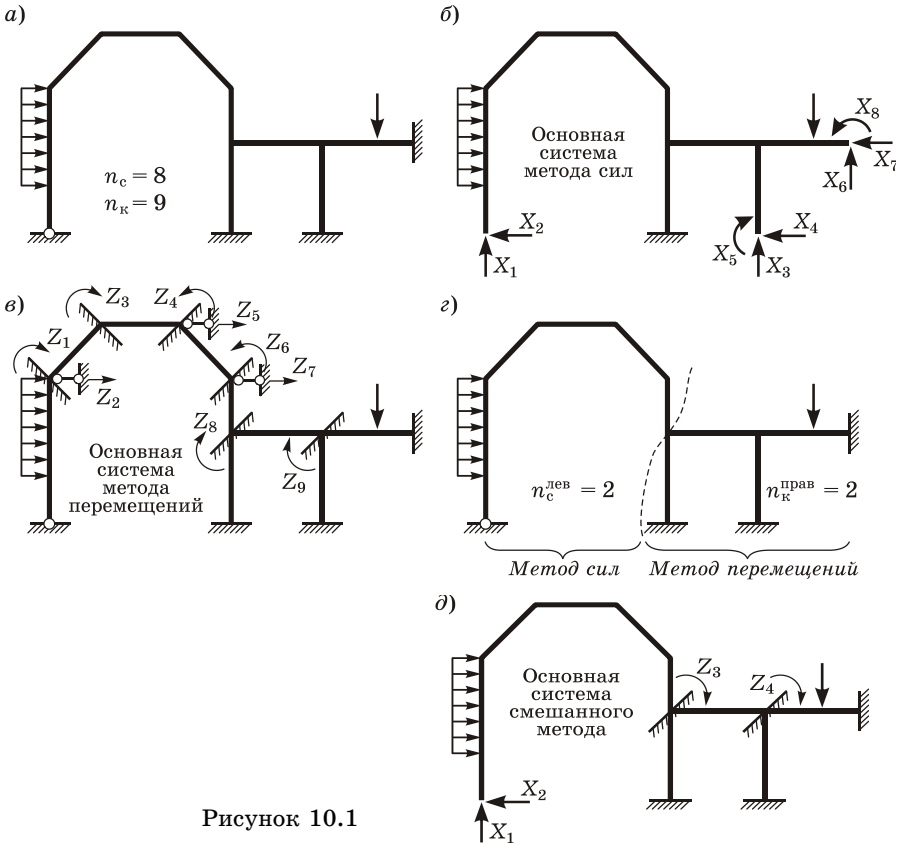 а)
n_с = 8
n_к = 9
б)
Основная
система
метода сил
X_1
X_2
X_3
X_4
X_5
X_6
X_7
X_8
в)
Z_1
Z_2
Z_3
Z_4
Z_5
Z_6
Z_7
Z_8
Z_9
Основная
система
метода
перемещений
г)
n_с^лев = 2
n_к^прав = 2
Метод сил
Метод перемещений
д)
Основная
система
смешанного
метода
Z_3
Z_4
X_2
X_1
Рисунок 10.1